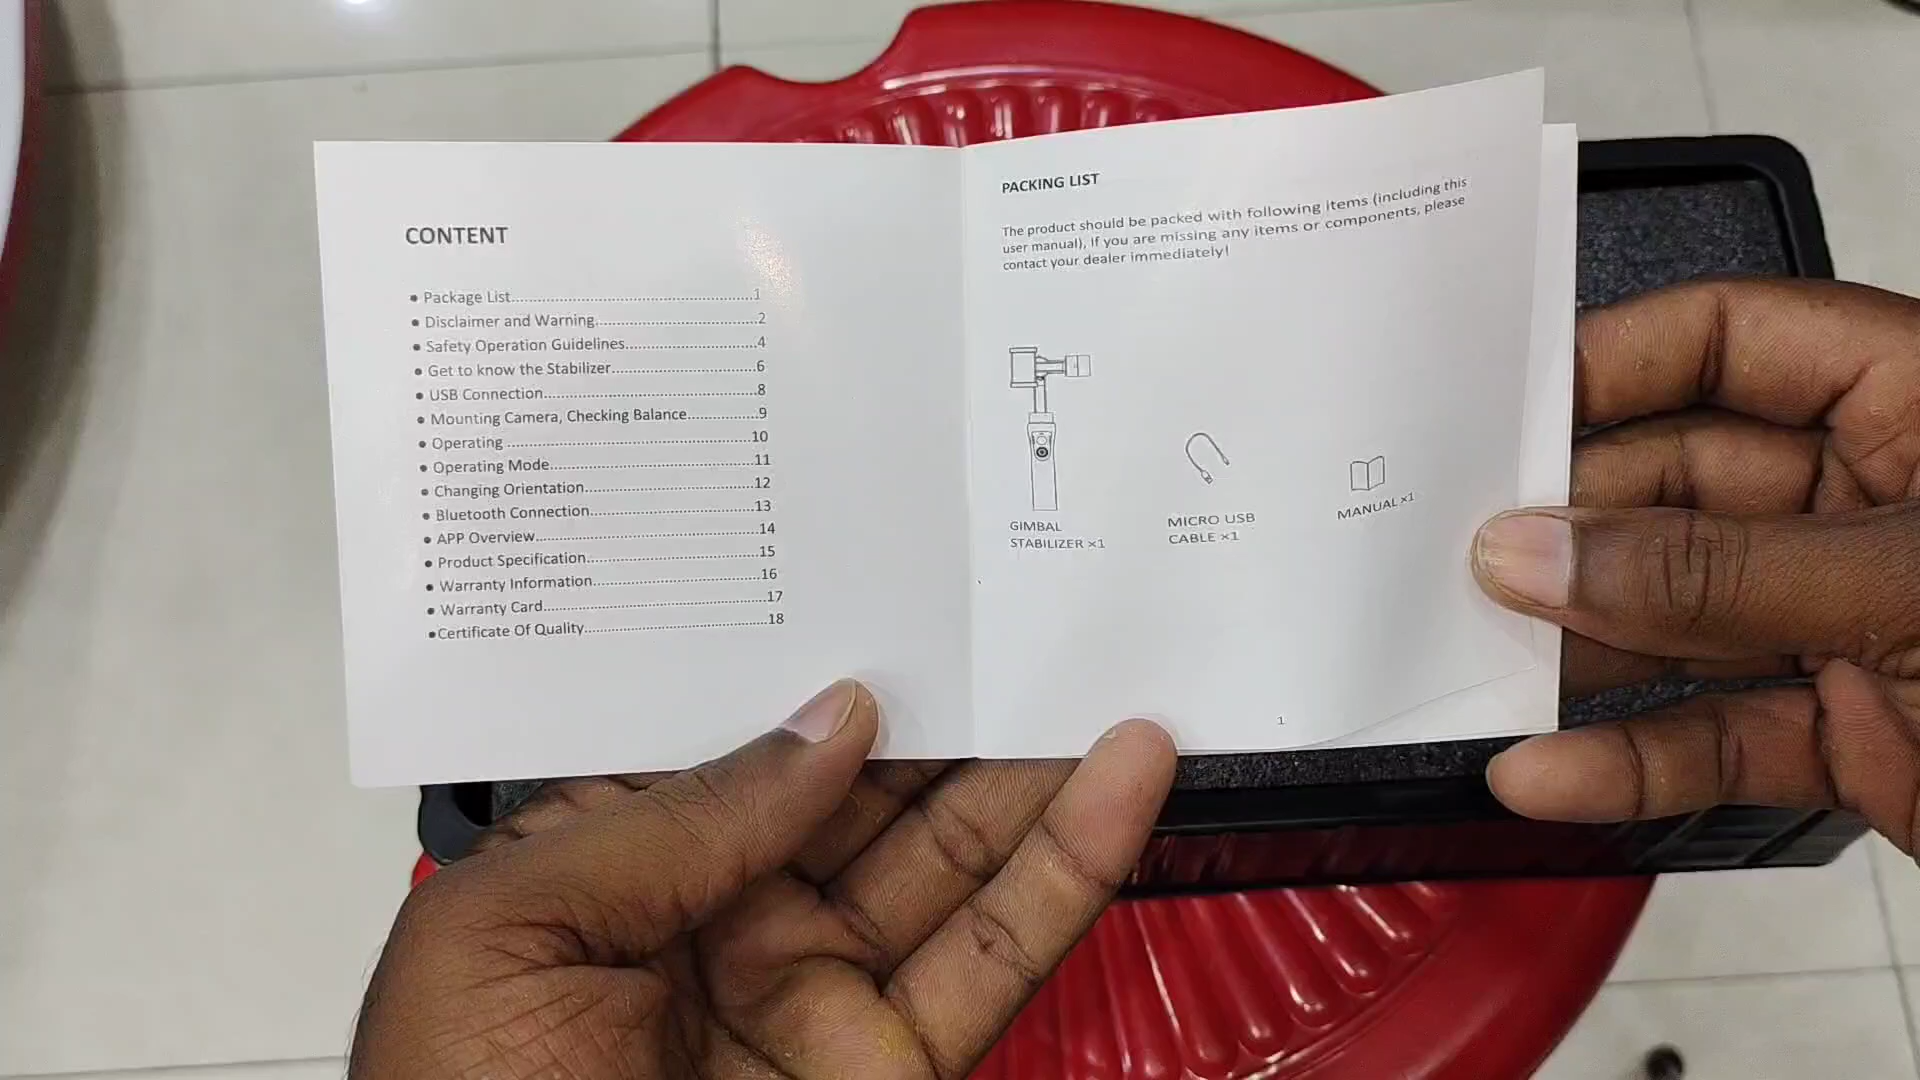 CONTENT
● Package List........................................................1
● Disclaimer and Warning......................................2
● Safety Operation Guidelines...............................4
● Get to know the Stabilizer..................................6
● USB Connection..................................................8
● Mounting Camera, Checking Balance................9
● Operating .........................................................10
● Operating Mode...............................................11
● Changing Orientation.......................................12
● Bluetooth Connection......................................13
● APP Overview...................................................14
● Product Specification.......................................15
● Warranty Information......................................16
● Warranty Card.................................................17
●Certificate Of Quality.........................................18
PACKING LIST
The product should be packed with following items (including this
user manual), If you are missing any items or components, please
contact your dealer immediately!
GIMBAL
STABILIZER ×1
MICRO USB
CABLE ×1
MANUAL ×1
1